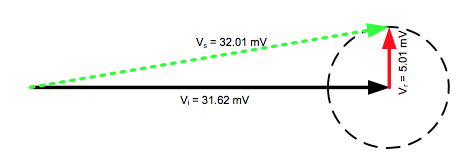 Vₛ = 32.01 mV
Vᵢ = 31.62 mV
Vᵣ = 5.01 mV